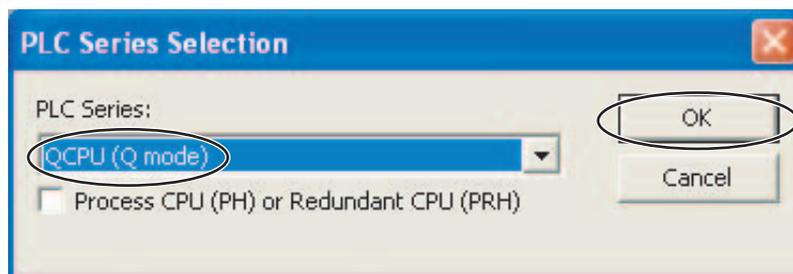 PLC Series Selection
PLC Series:
QCPU (Q mode)
OK
Cancel
Process CPU (PH) or Redundant CPU (PRH)